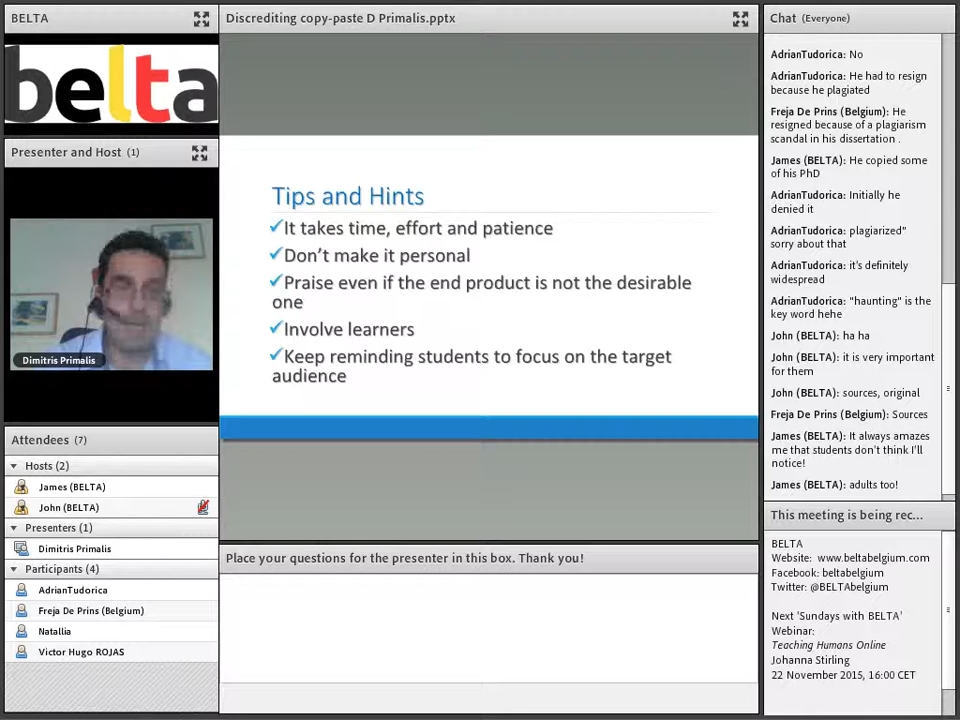 BELTA
belta
Presenter and Host (1)
Dimitris Primalis
Attendees (7)
Hosts (2)
James (BELTA)
John (BELTA)
Presenters (1)
Dimitris Primalis
Participants (4)
AdrianTudorica
Freja De Prins (Belgium)
Natallia
Victor Hugo ROJAS
Discrediting copy-paste D Primalis.pptx
Tips and Hints
It takes time, effort and patience
Don't make it personal
Praise even if the end product is not the desirable
one
Involve learners
Keep reminding students to focus on the target
audience
Place your questions for the presenter in this box. Thank you!
Chat (Everyone)
AdrianTudorica: No
AdrianTudorica: He had to resign
because he plagiated
Freja De Prins (Belgium): He
resigned because of a plagiarism
scandal in his dissertation .
James (BELTA): He copied some
of his PhD
AdrianTudorica: Initially he
denied it
AdrianTudorica: plagiarized"
sorry about that
AdrianTudorica: it's definitely
widespread
AdrianTudorica: "haunting" is the
key word hehe
John (BELTA): ha ha
John (BELTA): it is very important
for them
John (BELTA): sources, original
Freja De Prins (Belgium): Sources
James (BELTA): It always amazes
me that students don't think I'll
notice!
James (BELTA): adults too!
This meeting is being rec...
BELTA
Website: www.beltabelgium.com
Facebook: beltabelgium
Twitter: @BELTAbelgium
Next 'Sundays with BELTA'
Webinar:
Teaching Humans Online
Johanna Stirling
22 November 2015, 16:00 CET